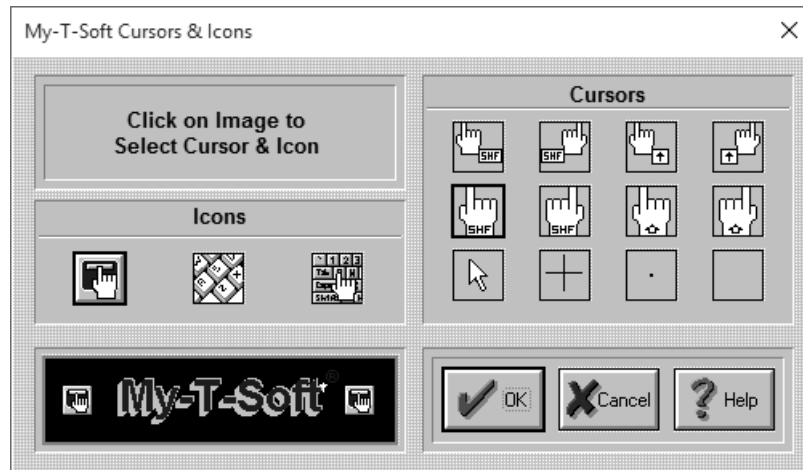 My-T-Soft Cursors & Icons
Click on Image to
Select Cursor & Icon
Icons
Cursors
SHF
SHF
SHF
SHF
My-T-Soft®
OK
Cancel
Help